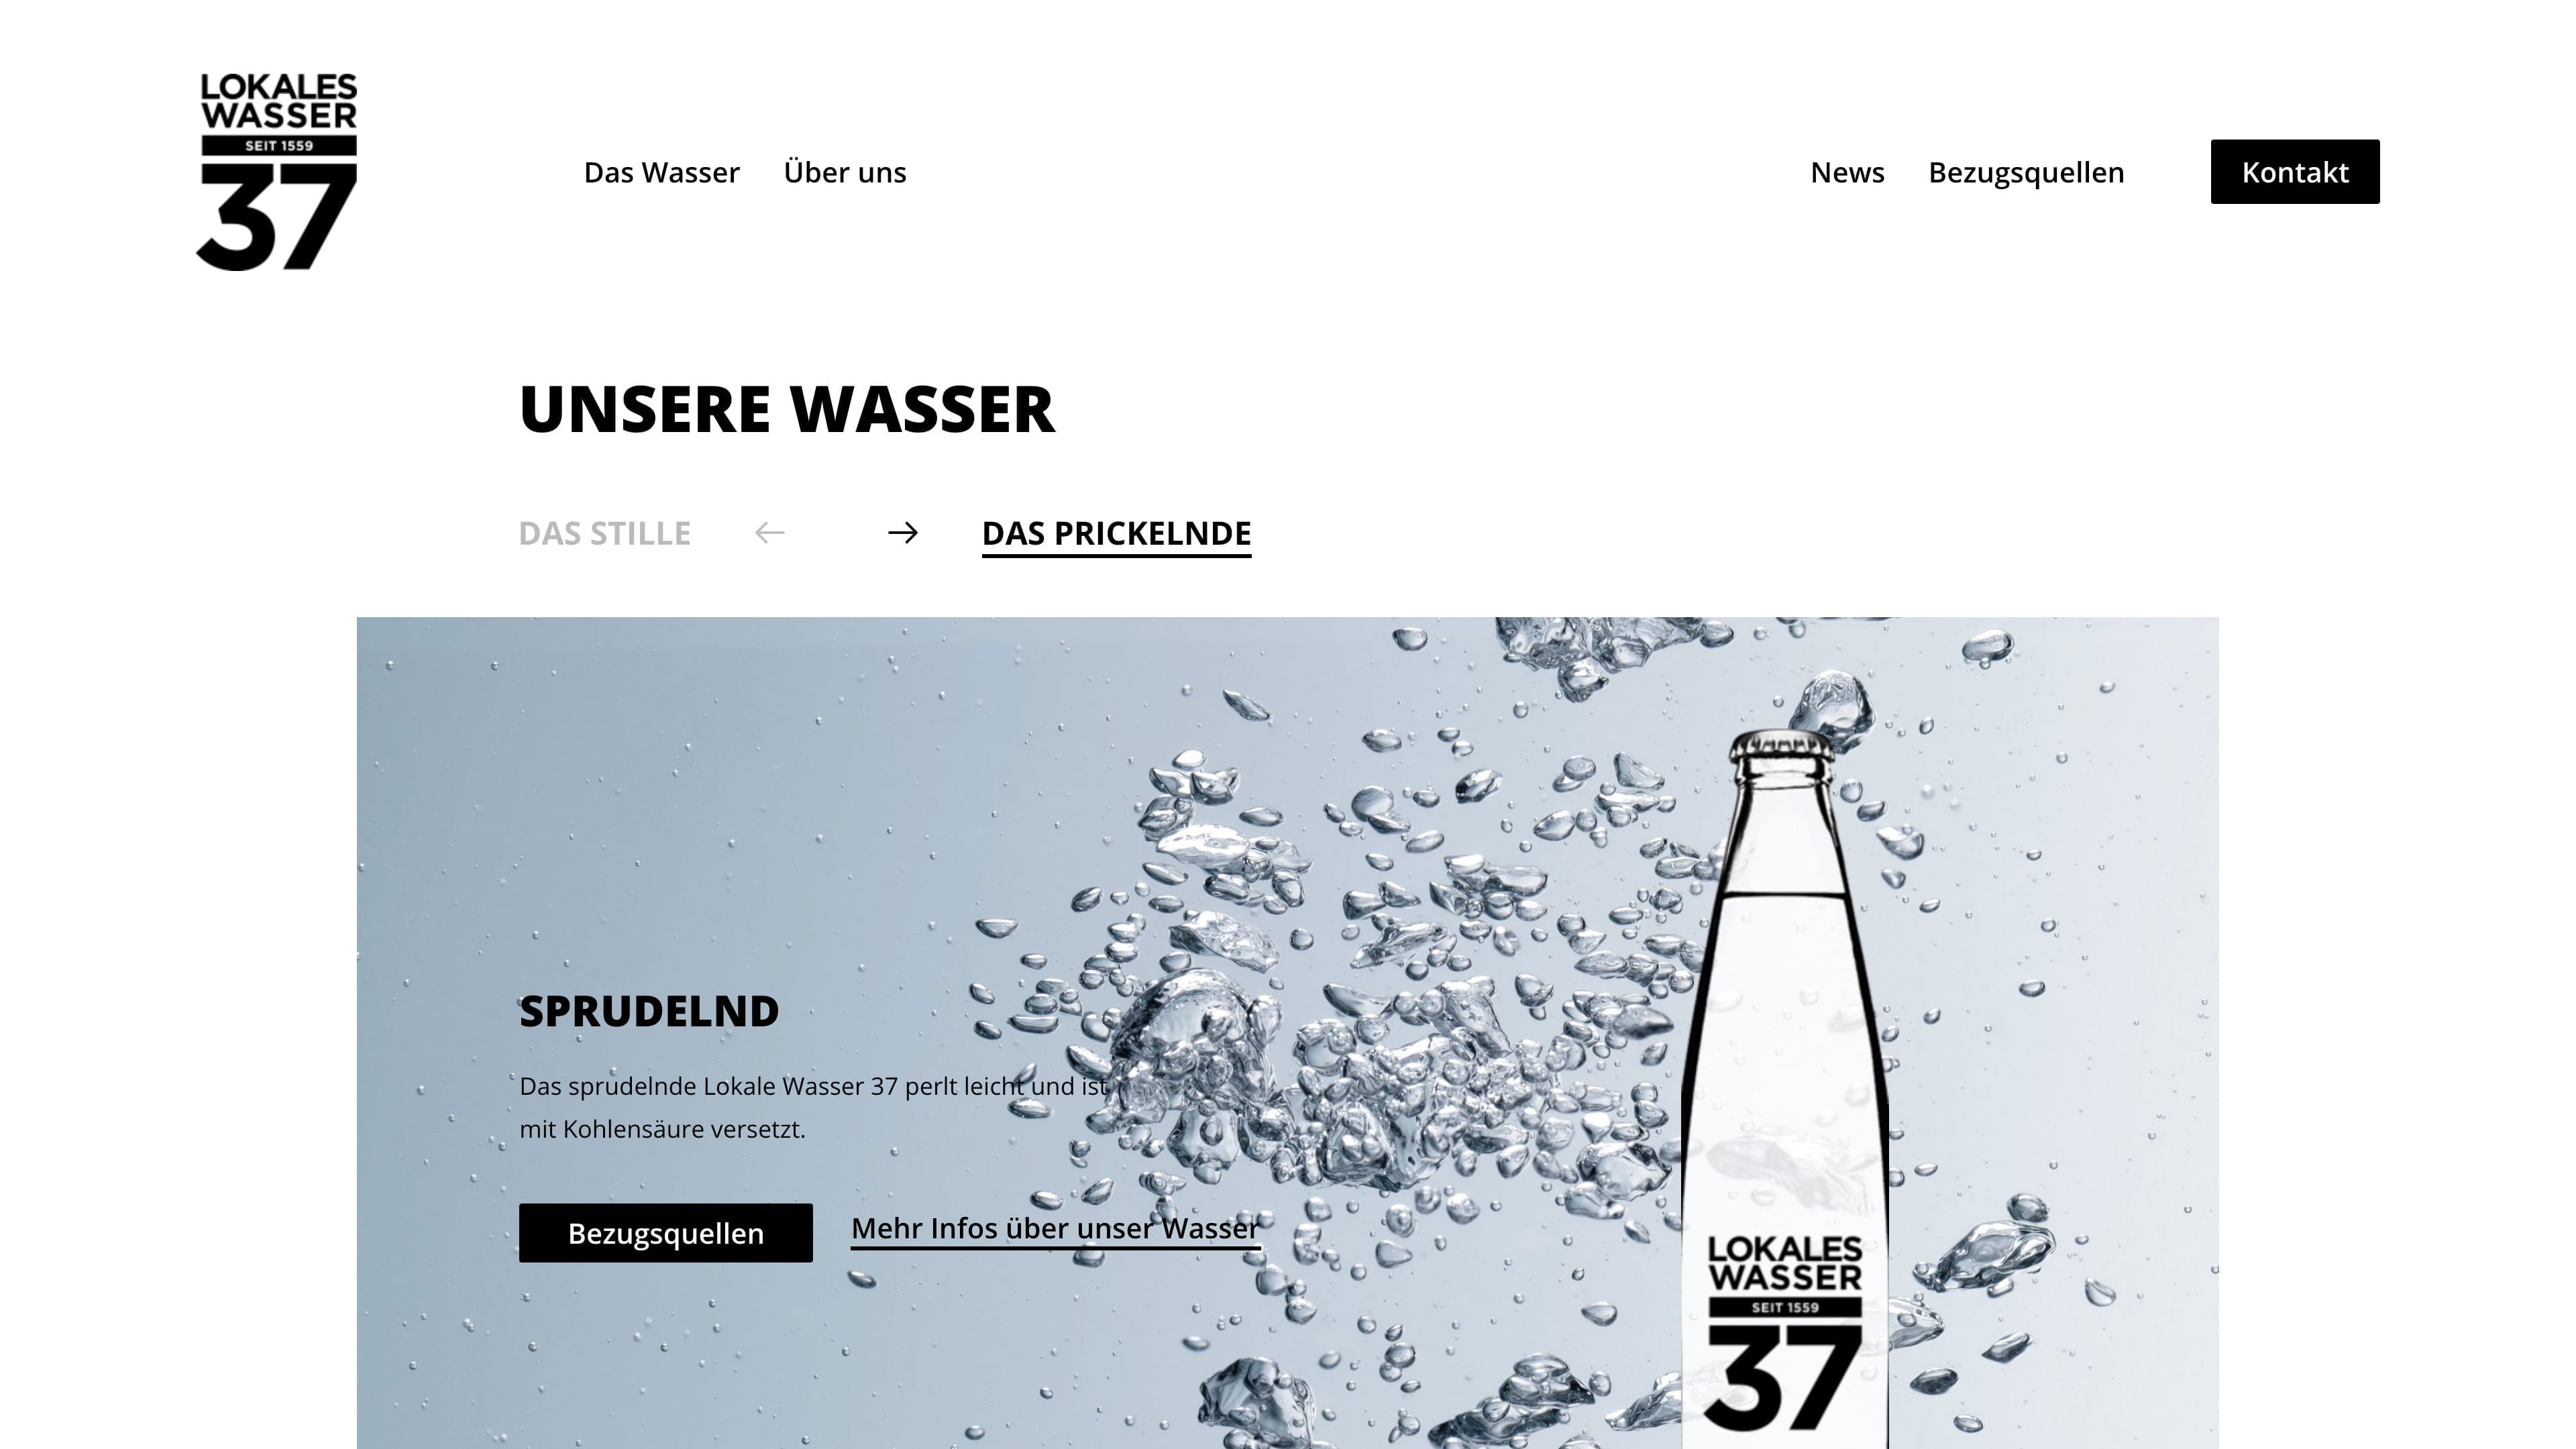 LOKALES
WASSER
SEIT 1559
37
Das Wasser Über uns News Bezugsquellen Kontakt
UNSERE WASSER
DAS STILLE ← → DAS PRICKELNDE
SPRUDELND
Das sprudelnde Lokale Wasser 37 perlt leicht und ist
mit Kohlensäure versetzt.
Bezugsquellen Mehr Infos über unser Wasser
LOKALES
WASSER
SEIT 1559
37